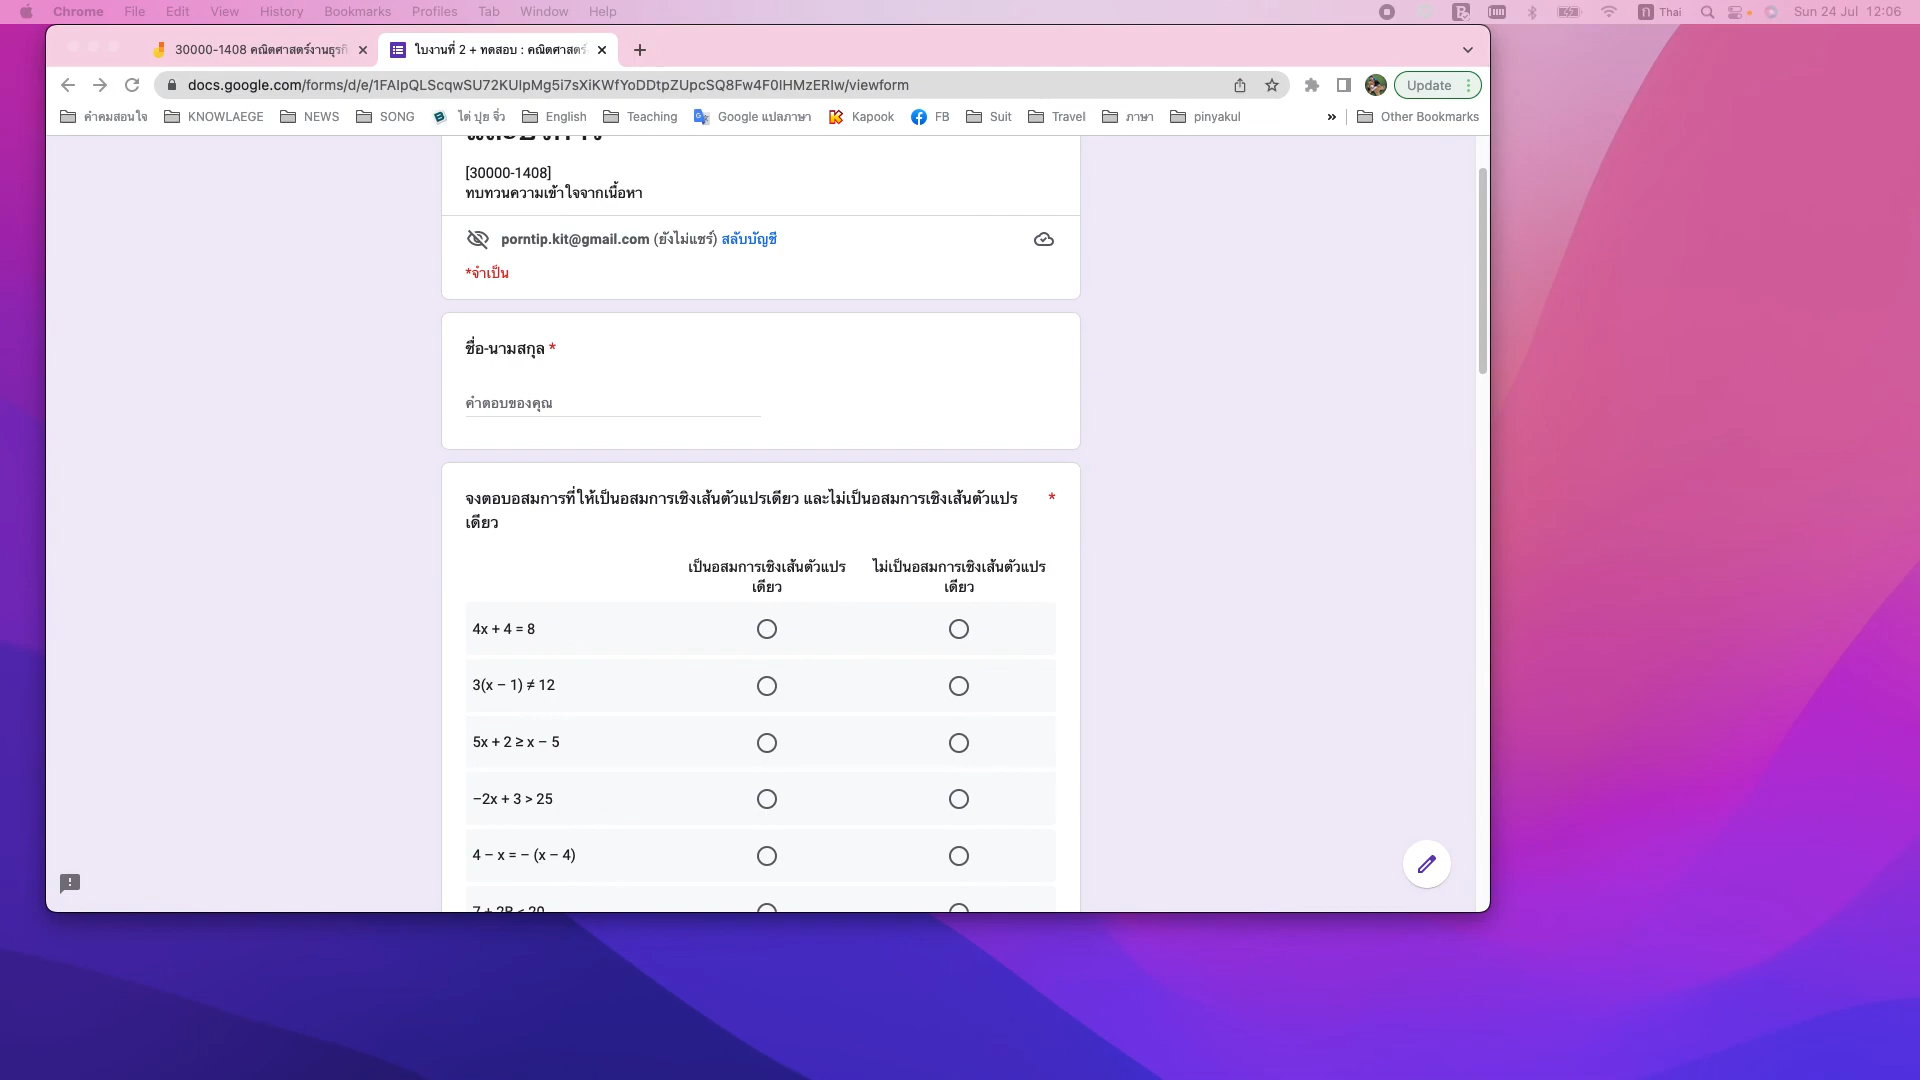 Chrome File Edit View History Bookmarks Profiles Tab Window Help Thai Sun 24 Jul 12:06
30000-1408 คณิตศาสตร์งานธุรกิ ใบงานที่ 2 + ทดสอบ : คณิตศาสตร์
docs.google.com/forms/d/e/1FAIpQLScqwSU72KUlpMg5i7sXiKWfYoDDtpZUpcSQ8Fw4F0lHMzERIw/viewform Update
คำคมสอนใจ KNOWLAEGE NEWS SONG ไต่ ปุย จิ๋ว English Teaching Google แปลภาษา Kapook FB Suit Travel ภาษา pinyakul » Other Bookmarks
[30000-1408]
ทบทวนความเข้าใจจากเนื้อหา
porntip.kit@gmail.com (ยังไม่แชร์) สลับบัญชี
*จำเป็น
ชื่อ-นามสกุล *
คำตอบของคุณ
จงตอบอสมการที่ให้เป็นอสมการเชิงเส้นตัวแปรเดียว และไม่เป็นอสมการเชิงเส้นตัวแปร *
เดียว
เป็นอสมการเชิงเส้นตัวแปร ไม่เป็นอสมการเชิงเส้นตัวแปร
เดียว เดียว
4x + 4 = 8
3(x – 1) ≠ 12
5x + 2 ≥ x – 5
–2x + 3 > 25
4 – x = – (x – 4)